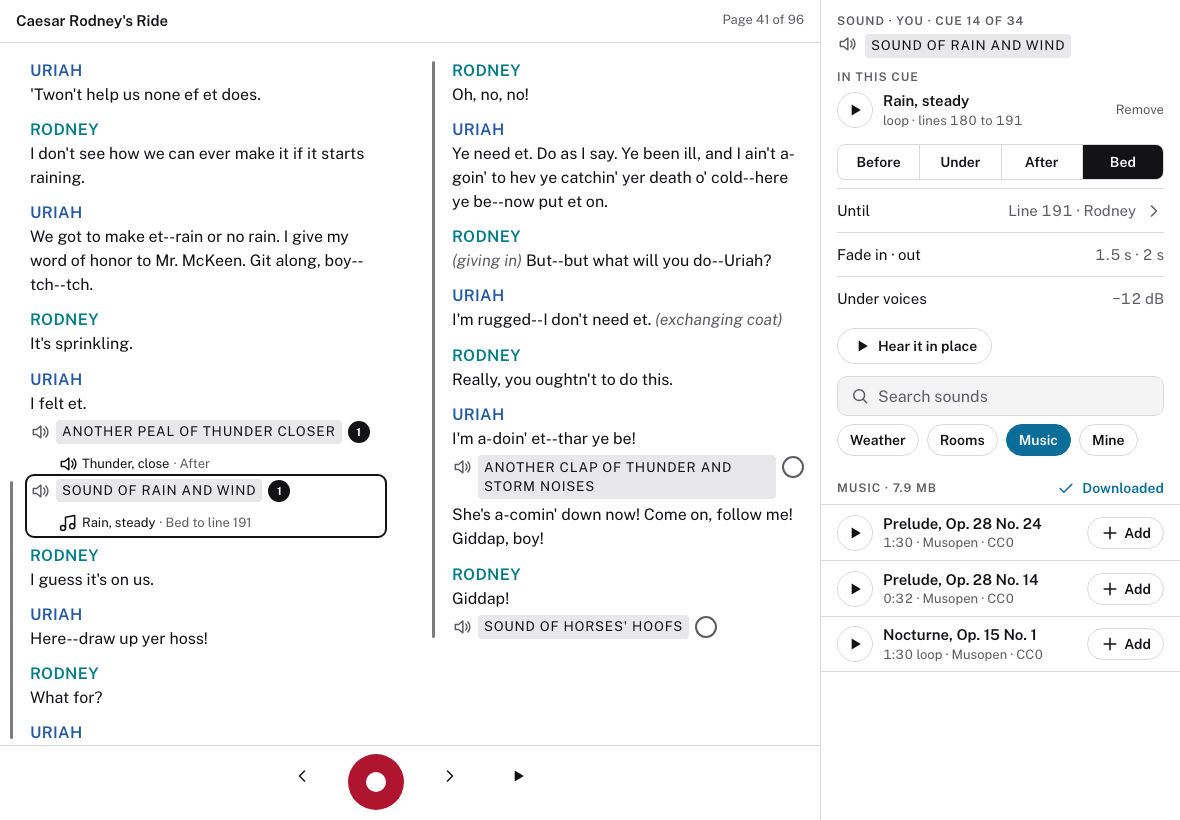 Caesar Rodney's Ride
Page 41 of 96
URIAH
'Twon't help us none ef et does.
RODNEY
I don't see how we can ever make it if it starts
raining.
URIAH
We got to make et--rain or no rain. I give my
word of honor to Mr. McKeen. Git along, boy--
tch--tch.
RODNEY
It's sprinkling.
URIAH
I felt et.
ANOTHER PEAL OF THUNDER CLOSER 1
Thunder, close · After
SOUND OF RAIN AND WIND 1
Rain, steady · Bed to line 191
RODNEY
I guess it's on us.
URIAH
Here--draw up yer hoss!
RODNEY
What for?
URIAH
RODNEY
Oh, no, no!
URIAH
Ye need et. Do as I say. Ye been ill, and I ain't a-
goin' to hev ye catchin' yer death o' cold--here
ye be--now put et on.
RODNEY
(giving in) But--but what will you do--Uriah?
URIAH
I'm rugged--I don't need et. (exchanging coat)
RODNEY
Really, you oughtn't to do this.
URIAH
I'm a-doin' et--thar ye be!
ANOTHER CLAP OF THUNDER AND
STORM NOISES
She's a-comin' down now! Come on, follow me!
Giddap, boy!
RODNEY
Giddap!
SOUND OF HORSES' HOOFS
SOUND · YOU · CUE 14 OF 34
SOUND OF RAIN AND WIND
IN THIS CUE
Rain, steady
loop · lines 180 to 191
Remove
Before Under After Bed
Until Line 191 · Rodney
Fade in · out 1.5 s · 2 s
Under voices −12 dB
Hear it in place
Search sounds
Weather Rooms Music Mine
MUSIC · 7.9 MB Downloaded
Prelude, Op. 28 No. 24
1:30 · Musopen · CC0
Add
Prelude, Op. 28 No. 14
0:32 · Musopen · CC0
Add
Nocturne, Op. 15 No. 1
1:30 loop · Musopen · CC0
Add